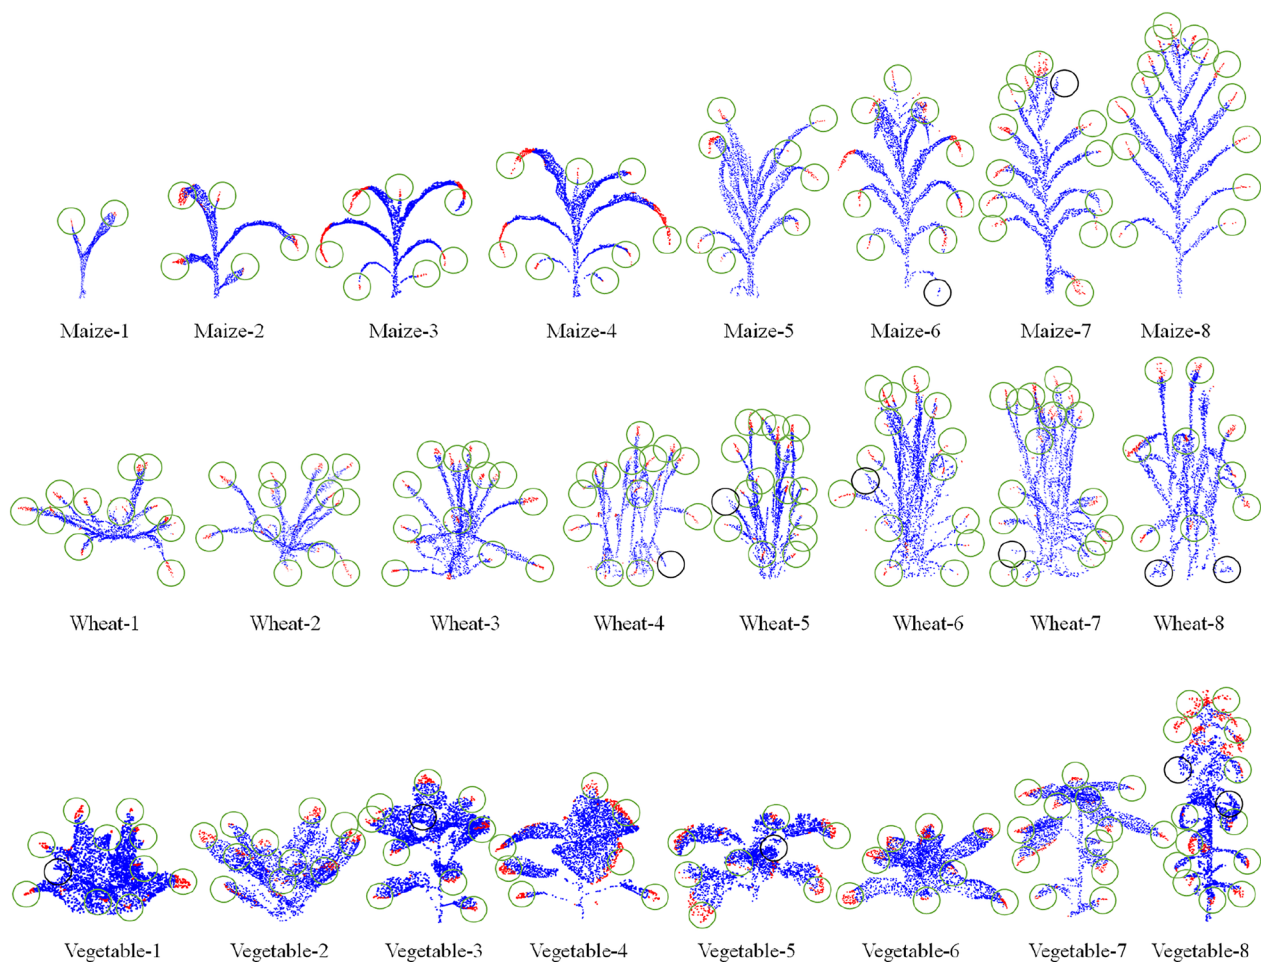 Maize-1 Maize-2 Maize-3 Maize-4 Maize-5 Maize-6 Maize-7 Maize-8
Wheat-1 Wheat-2 Wheat-3 Wheat-4 Wheat-5 Wheat-6 Wheat-7 Wheat-8
Vegetable-1 Vegetable-2 Vegetable-3 Vegetable-4 Vegetable-5 Vegetable-6 Vegetable-7 Vegetable-8